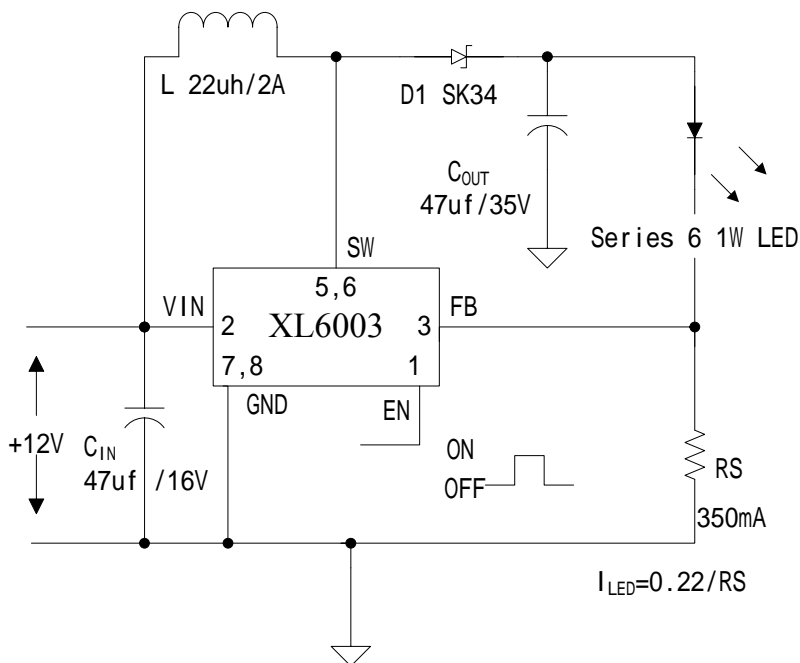 L 22uh/2A
D1 SK34
C_OUT
47uf/35V
Series 6 1W LED
SW
5,6
VIN
2
XL6003
3
FB
7,8
1
GND
EN
+12V
C_IN
47uf /16V
ON
OFF
RS
350mA
I_LED=0.22/RS